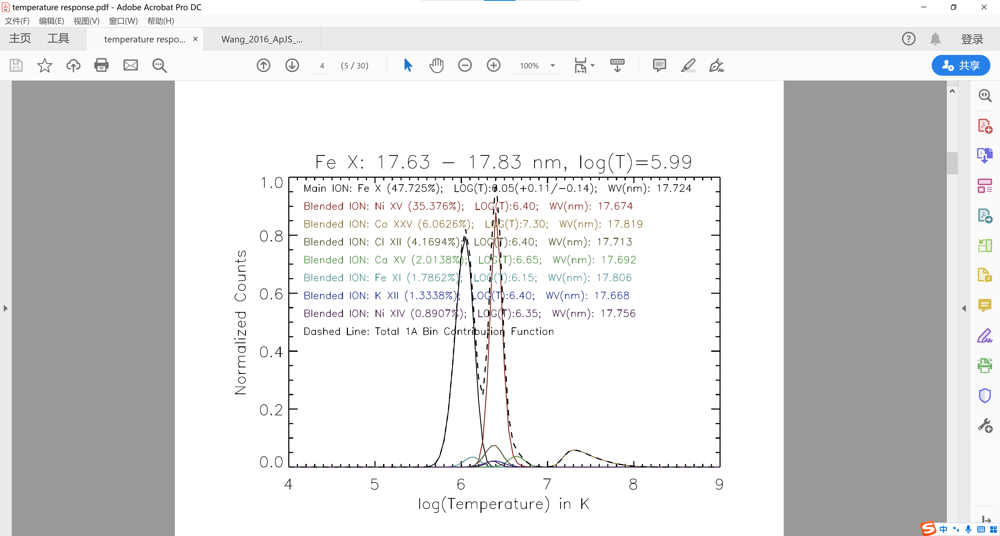 temperature response.pdf - Adobe Acrobat Pro DC
文件(F) 编辑(E) 视图(V) 窗口(W) 帮助(H)
主页 工具 temperature respo... × Wang_2016_ApJS_... 登录
4 (5 / 30) 100% 共享
Fe X: 17.63 − 17.83 nm, log(T)=5.99
Main ION: Fe X (47.725%); LOG(T):6.05(+0.11/−0.14); WV(nm): 17.724
Blended ION: Ni XV (35.376%); LOG(T):6.40; WV(nm): 17.674
Blended ION: Co XXV (6.0626%); LOG(T):7.30; WV(nm): 17.819
Blended ION: Cl XII (4.1694%); LOG(T):6.40; WV(nm): 17.713
Blended ION: Ca XV (2.0138%); LOG(T):6.65; WV(nm): 17.692
Blended ION: Fe XI (1.7862%); LOG(T):6.15; WV(nm): 17.806
Blended ION: K XII (1.3338%); LOG(T):6.40; WV(nm): 17.668
Blended ION: Ni XIV (0.8907%); LOG(T):6.35; WV(nm): 17.756
Dashed Line: Total 1A Bin Contribution Function
Normalized Counts
1.0
0.8
0.6
0.4
0.2
0.0
4 5 6 7 8 9
log(Temperature) in K
中